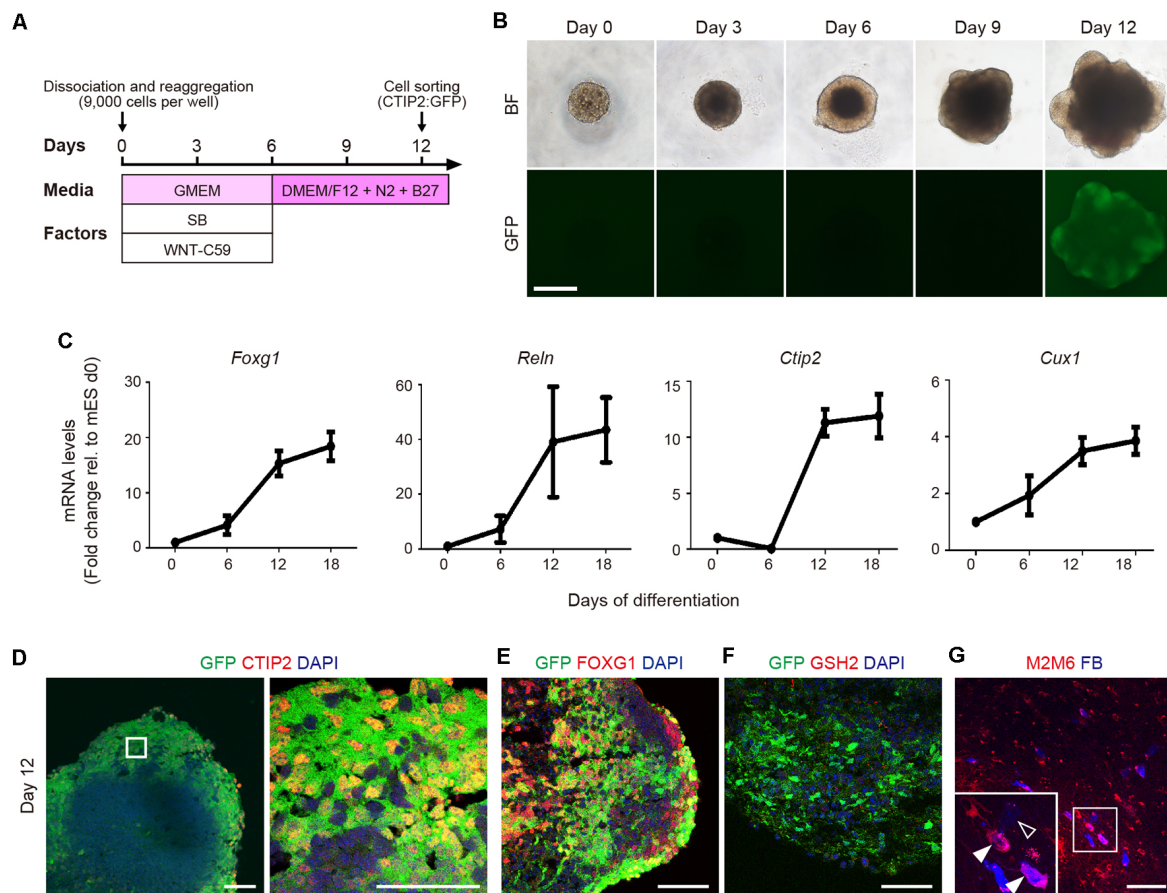 A
Dissociation and reaggregation
(9,000 cells per well)
Cell sorting
(CTIP2:GFP)
Days 0 3 6 9 12
Media GMEM DMEM/F12 + N2 + B27
Factors SB
WNT-C59
B
Day 0 Day 3 Day 6 Day 9 Day 12
BF
GFP
C
mRNA levels
(Fold change rel. to mES d0)
Foxg1
30
20
10
0
0 6 12 18
Reln
60
40
20
0
0 6 12 18
Ctip2
15
10
5
0
0 6 12 18
Cux1
6
4
2
0
0 6 12 18
Days of differentiation
D GFP CTIP2 DAPI
E GFP FOXG1 DAPI
F GFP GSH2 DAPI
G M2M6 FB
Day 12